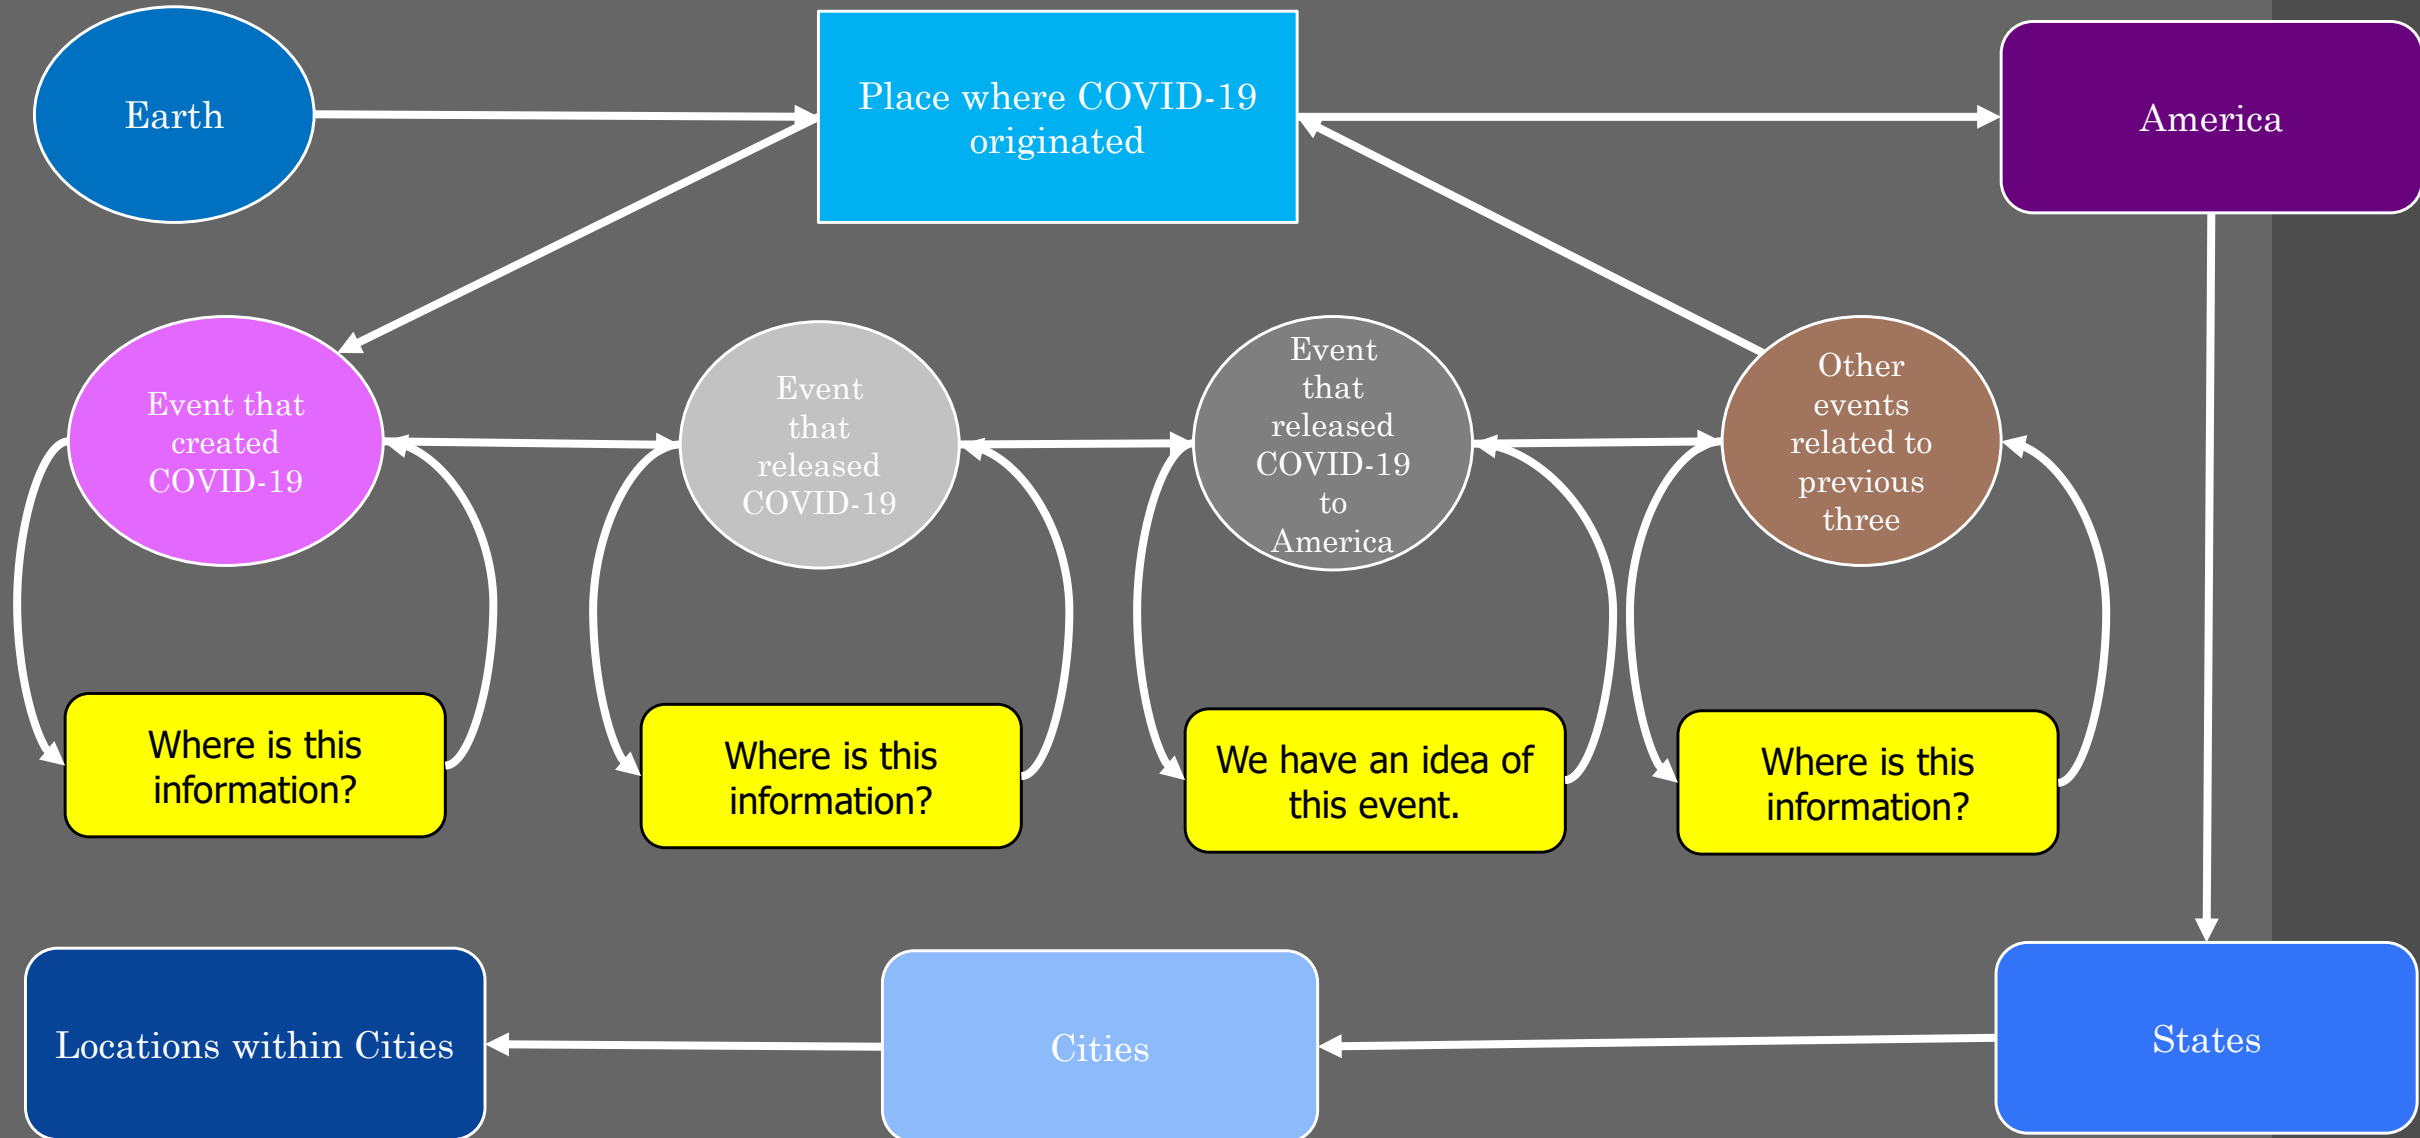 Earth
Place where COVID-19
originated
America
Event that
created
COVID-19
Event
that
released
COVID-19
Event
that
released
COVID-19
to
America
Other
events
related to
previous
three
Where is this
information?
Where is this
information?
We have an idea of
this event.
Where is this
information?
Locations within Cities
Cities
States